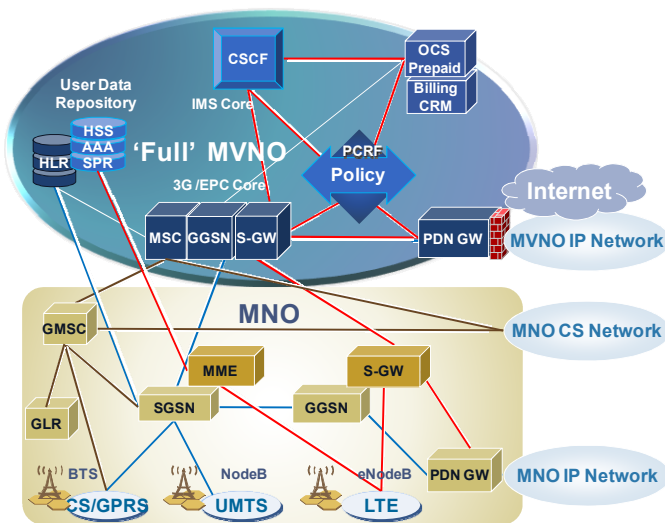 CSCF
OCS
Prepaid
Billing
CRM
User Data
Repository
IMS Core
HSS
AAA
SPR
HLR
'Full' MVNO
PCRF
Policy
3G /EPC Core
Internet
MSC
GGSN
S-GW
PDN GW
MVNO IP Network
MNO
GMSC
MNO CS Network
MME
S-GW
SGSN
GGSN
GLR
PDN GW
BTS
NodeB
eNodeB
MNO IP Network
CS/GPRS
UMTS
LTE